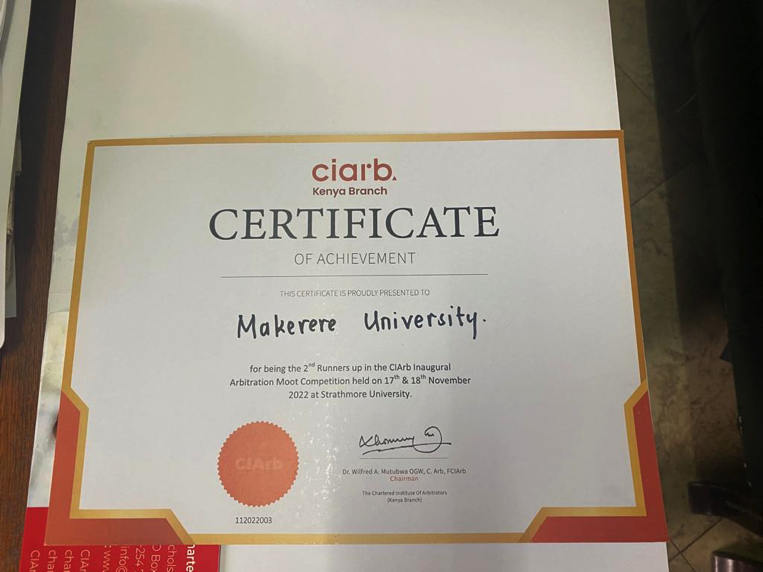 ciarb.
Kenya Branch
CERTIFICATE
OF ACHIEVEMENT
THIS CERTIFICATE IS PROUDLY PRESENTED TO
Makerere University.
for being the 2nd Runners up in the CIArb Inaugural
Arbitration Moot Competition held on 17th & 18th November
2022 at Strathmore University.
CIArb
Dr. Wilfred A. Mutubwa OGW, C. Arb, FCIArb
Chairman
The Chartered Institute Of Arbitrators
(Kenya Branch)
112022003